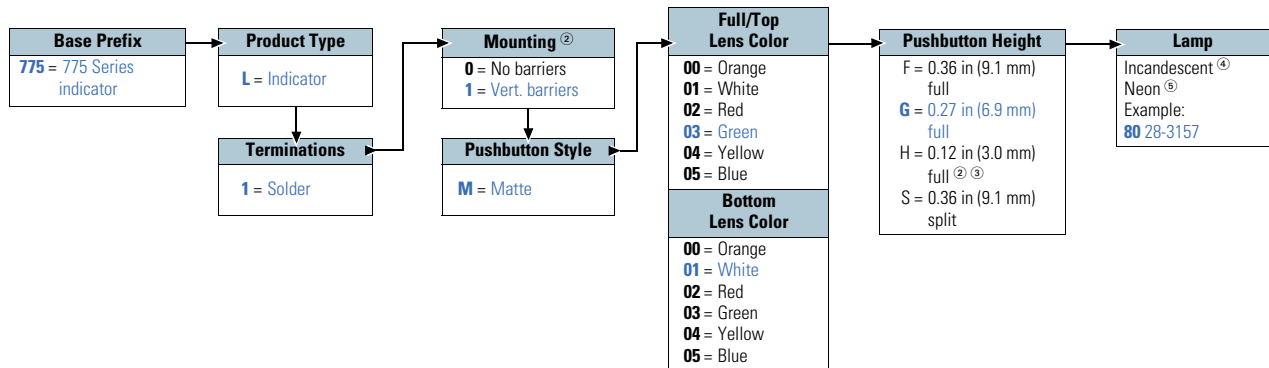 Base Prefix
775 = 775 Series
indicator
Product Type
L = Indicator
Terminations
1 = Solder
Mounting ②
0 = No barriers
1 = Vert. barriers
Pushbutton Style
M = Matte
Full/Top
Lens Color
00 = Orange
01 = White
02 = Red
03 = Green
04 = Yellow
05 = Blue
Bottom
Lens Color
00 = Orange
01 = White
02 = Red
03 = Green
04 = Yellow
05 = Blue
Pushbutton Height
F = 0.36 in (9.1 mm)
full
G = 0.27 in (6.9 mm)
full
H = 0.12 in (3.0 mm)
full ② ③
S = 0.36 in (9.1 mm)
split
Lamp
Incandescent ④
Neon ⑤
Example:
80 28-3157